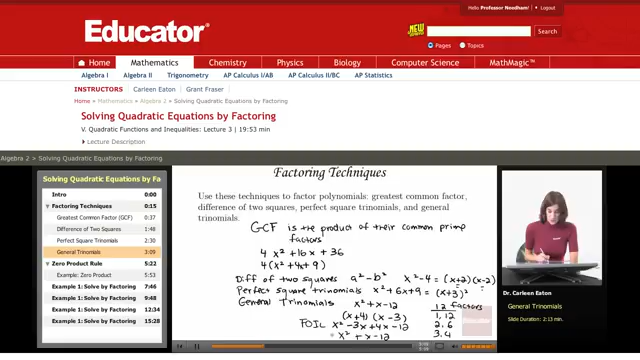 Hello Professor Needham! Logout
Educator™
NEW
Search
Pages Topics
Home Mathematics Chemistry Physics Biology Computer Science MathMagic™
Algebra I Algebra II Trigonometry AP Calculus I/AB AP Calculus II/BC AP Statistics
INSTRUCTORS Carleen Eaton Grant Fraser
Home » Mathematics » Algebra 2 » Solving Quadratic Equations by Factoring
Solving Quadratic Equations by Factoring
V. Quadratic Functions and Inequalities: Lecture 3 | 19:53 min
Lecture Description
Algebra 2 » Solving Quadratic Equations by Factoring
Solving Quadratic Equations by Fa
Intro 0:00
Factoring Techniques 0:15
Greatest Common Factor (GCF) 0:37
Difference of Two Squares 1:48
Perfect Square Trinomials 2:30
General Trinomials 3:09
Zero Product Rule 5:22
Example: Zero Product 5:53
Example 1: Solve by Factoring 7:46
Example 1: Solve by Factoring 9:48
Example 1: Solve by Factoring 12:34
Example 1: Solve by Factoring 15:28
Factoring Techniques
Use these techniques to factor polynomials: greatest common factor,
difference of two squares, perfect square trinomials, and general
trinomials.
GCF is the product of their common prime
factors
4x² + 16x + 36
4(x² + 4x + 9)
Diff of two squares a² - b² x² - 4 = (x+2)(x-2)
Perfect square trinomials x² + 6x + 9 = (x+3)²
General Trinomials x² + x - 12
(x+4)(x-3)
FOIL x² - 3x + 4x - 12
x² + x - 12
12 factors
1, 12
2, 6
3, 4
Dr. Carleen Eaton
General Trinomials
Slide Duration: 2:13 min.